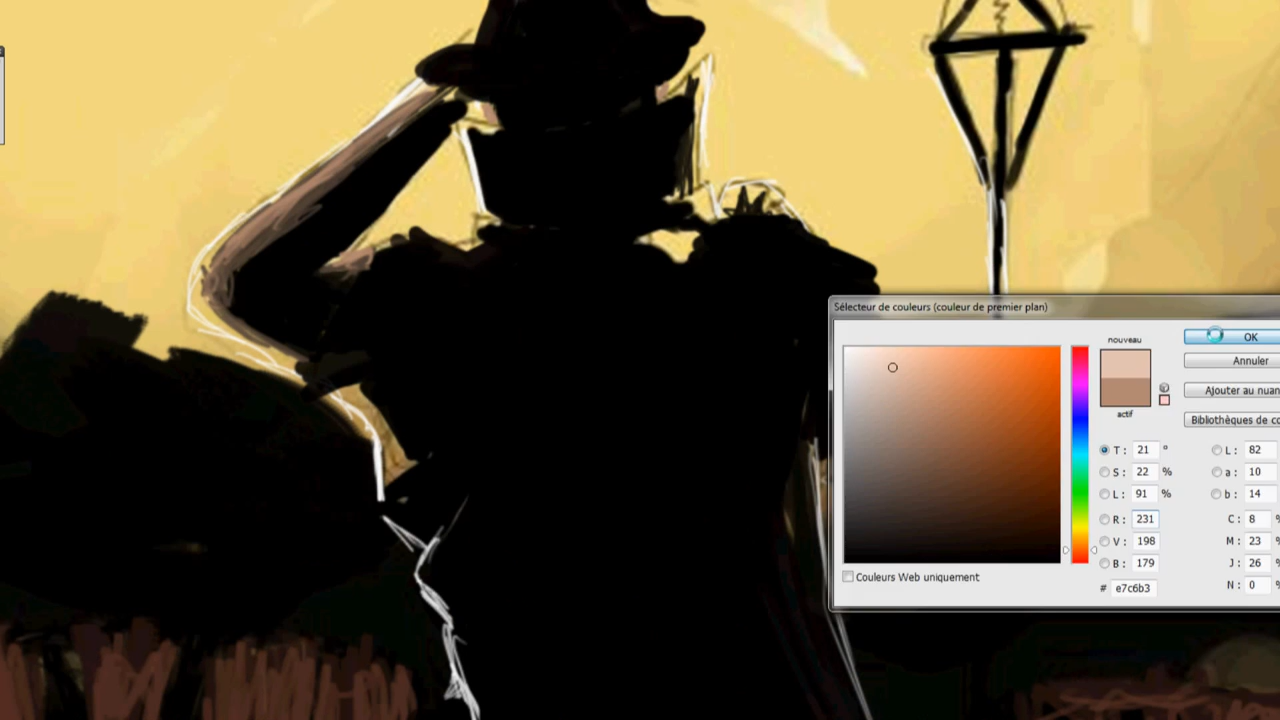 Sélecteur de couleurs (couleur de premier plan)
nouveau
actif
OK
Annuler
Ajouter au nuan
Bibliothèques de co
T : 21 °
S : 22 %
L : 91 %
R : 231
V : 198
B : 179
# e7c6b3
L : 82
a : 10
b : 14
C : 8 %
M : 23 %
J : 26 %
N : 0 %
Couleurs Web uniquement